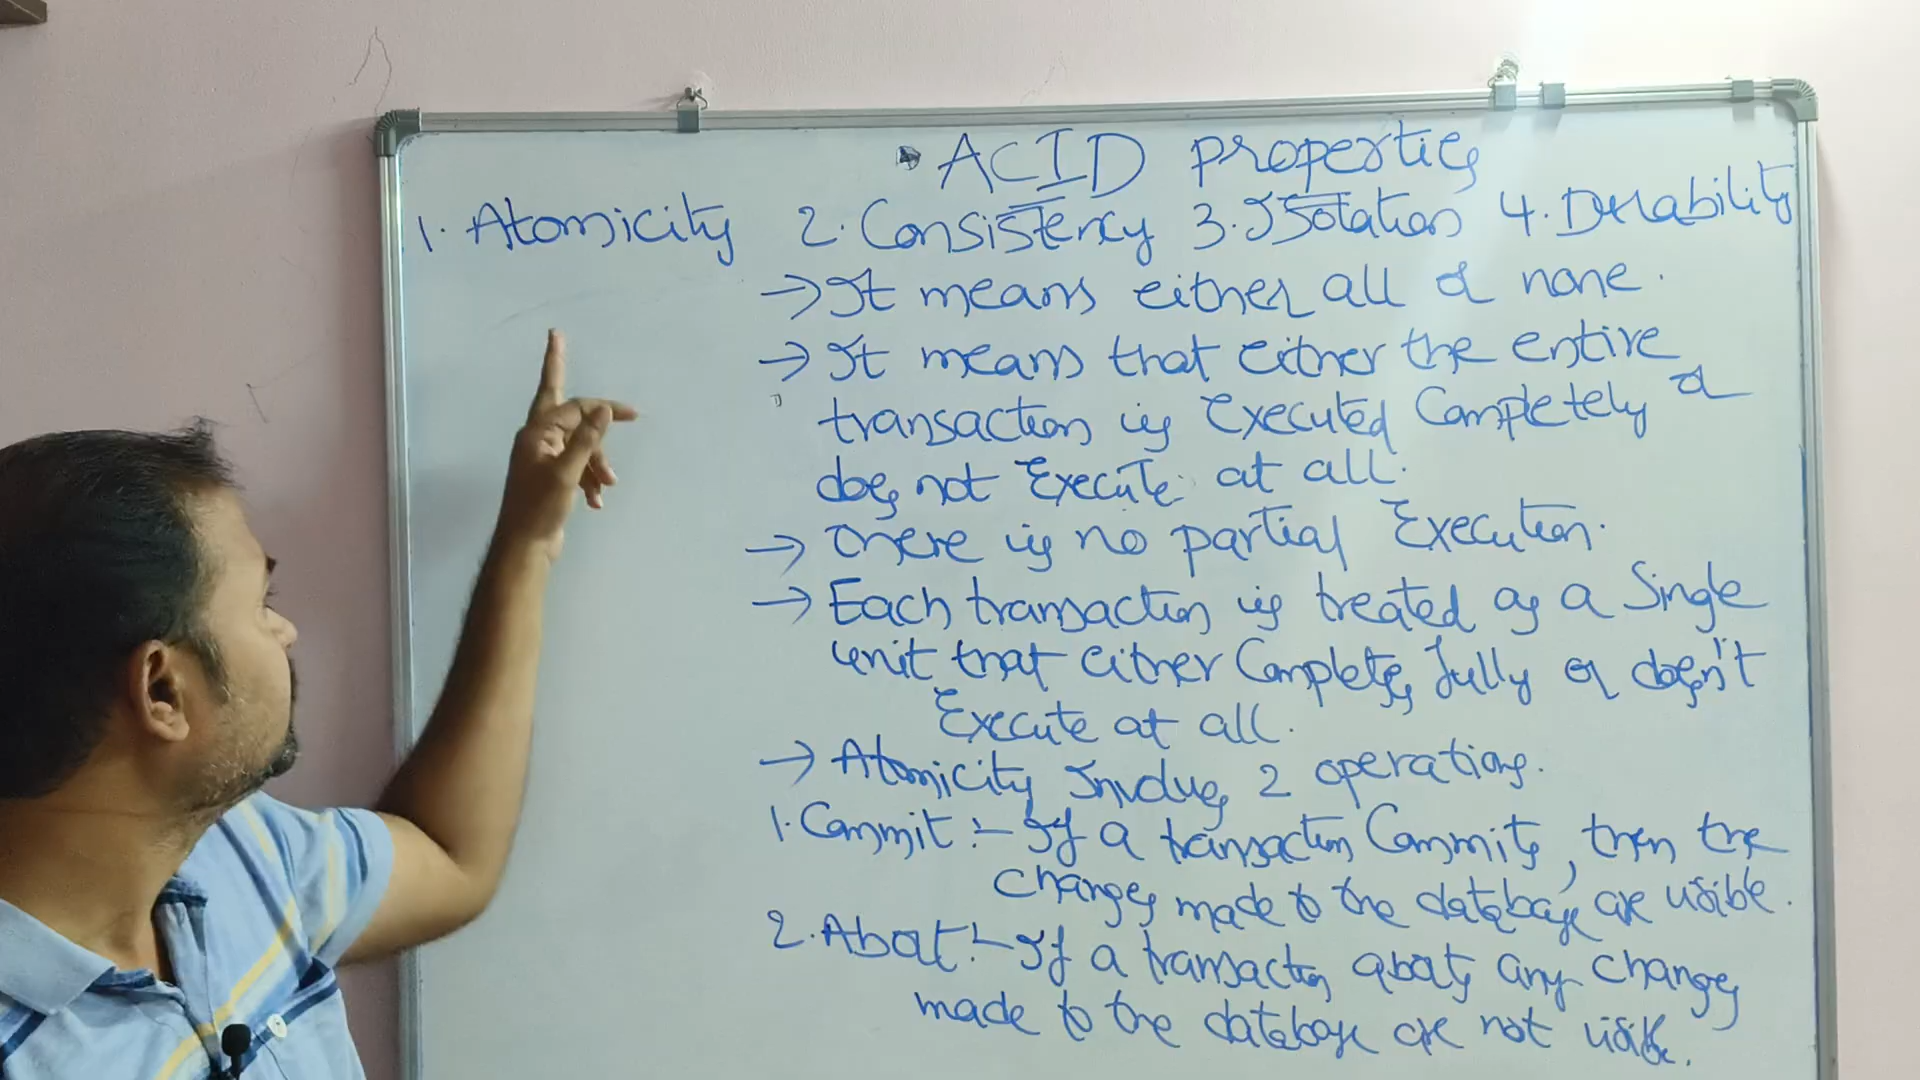 ACID properties
1. Atomicity 2. Consistency 3. Isolation 4. Durability
→ It means either all or none.
→ It means that either the entire
transaction is Executed Completely or
does not Execute at all.
→ There is no partial Execution.
→ Each transaction is treated as a Single
unit that either Completes fully or doesn't
Execute at all.
→ Atomicity Involves 2 operations.
1. Commit :- If a transaction Commits, then the
changes made to the database are visible.
2. Abort :- If a transaction aborts any changes
made to the database are not visible.